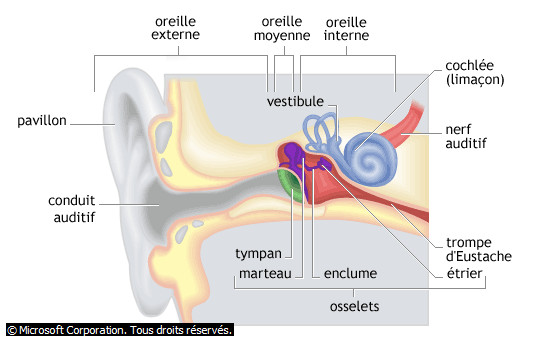 oreille
externe
oreille
moyenne
oreille
interne
vestibule
cochlée
(limaçon)
pavillon
nerf
auditif
conduit
auditif
tympan
marteau
enclume
trompe
d'Eustache
étrier
osselets
© Microsoft Corporation. Tous droits réservés.